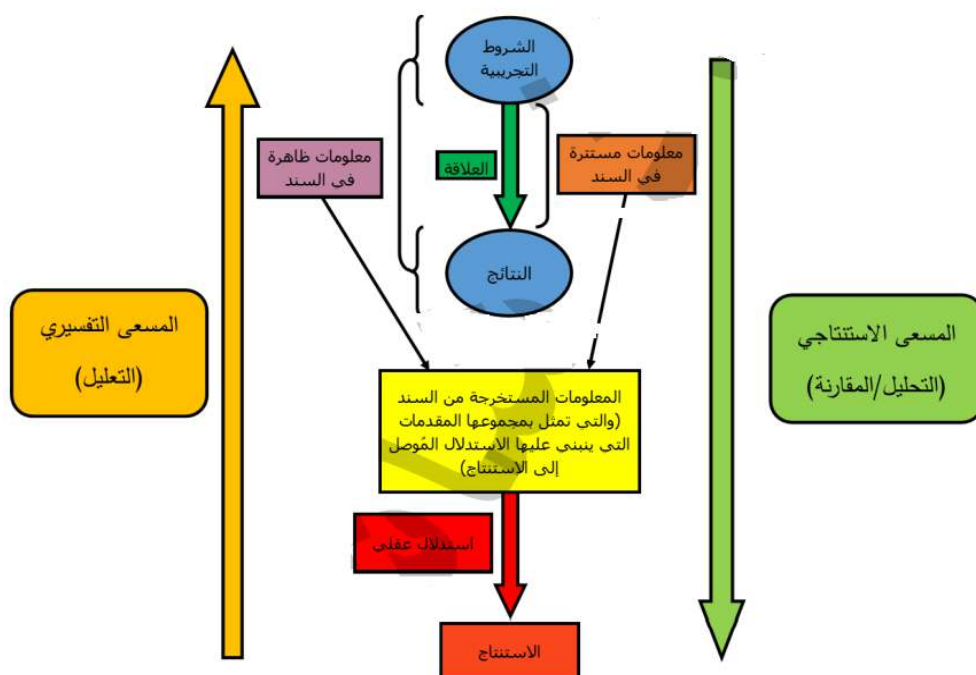 الشروط
التجريبية
معلومات ظاهرة
في السند
العلاقة
معلومات مستترة
في السند
النتائج
المسعى التفسيري
(التعليل)
المسعى الاستنتاجي
(التحليل/المقارنة)
المعلومات المستخرجة من السند
(والتي تمثل بمجموعها المقدمات
التي ينبني عليها الاستدلال المُوصل
إلى الاستنتاج)
استدلال عقلي
الاستنتاج